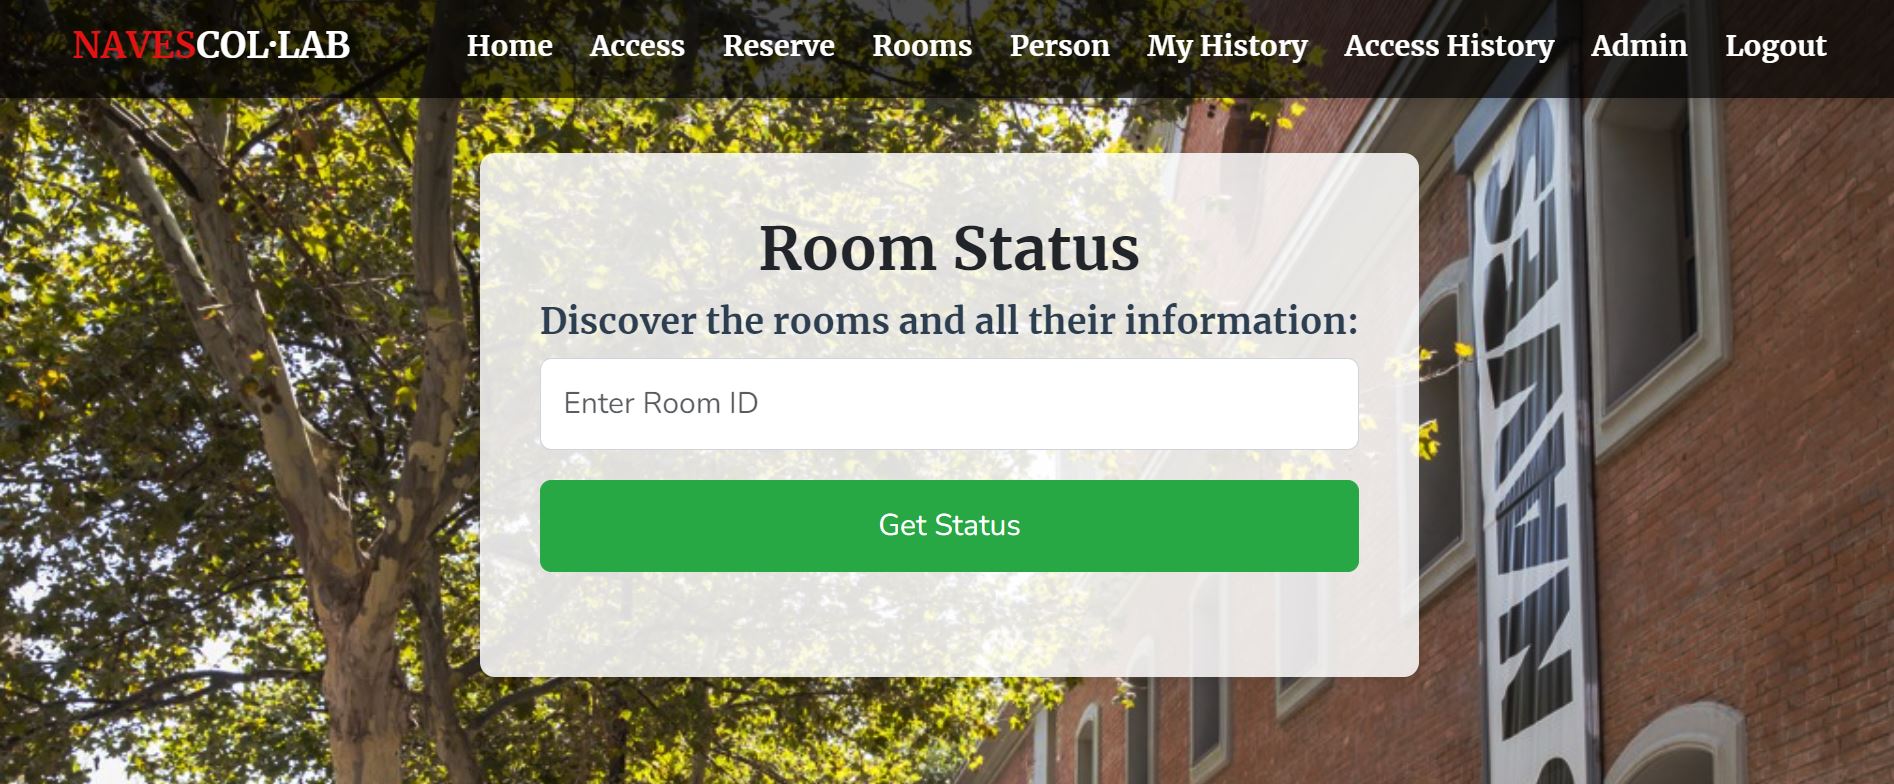 NAVESCOL·LAB Home Access Reserve Rooms Person My History Access History Admin Logout
Room Status
Discover the rooms and all their information:
Enter Room ID
Get Status